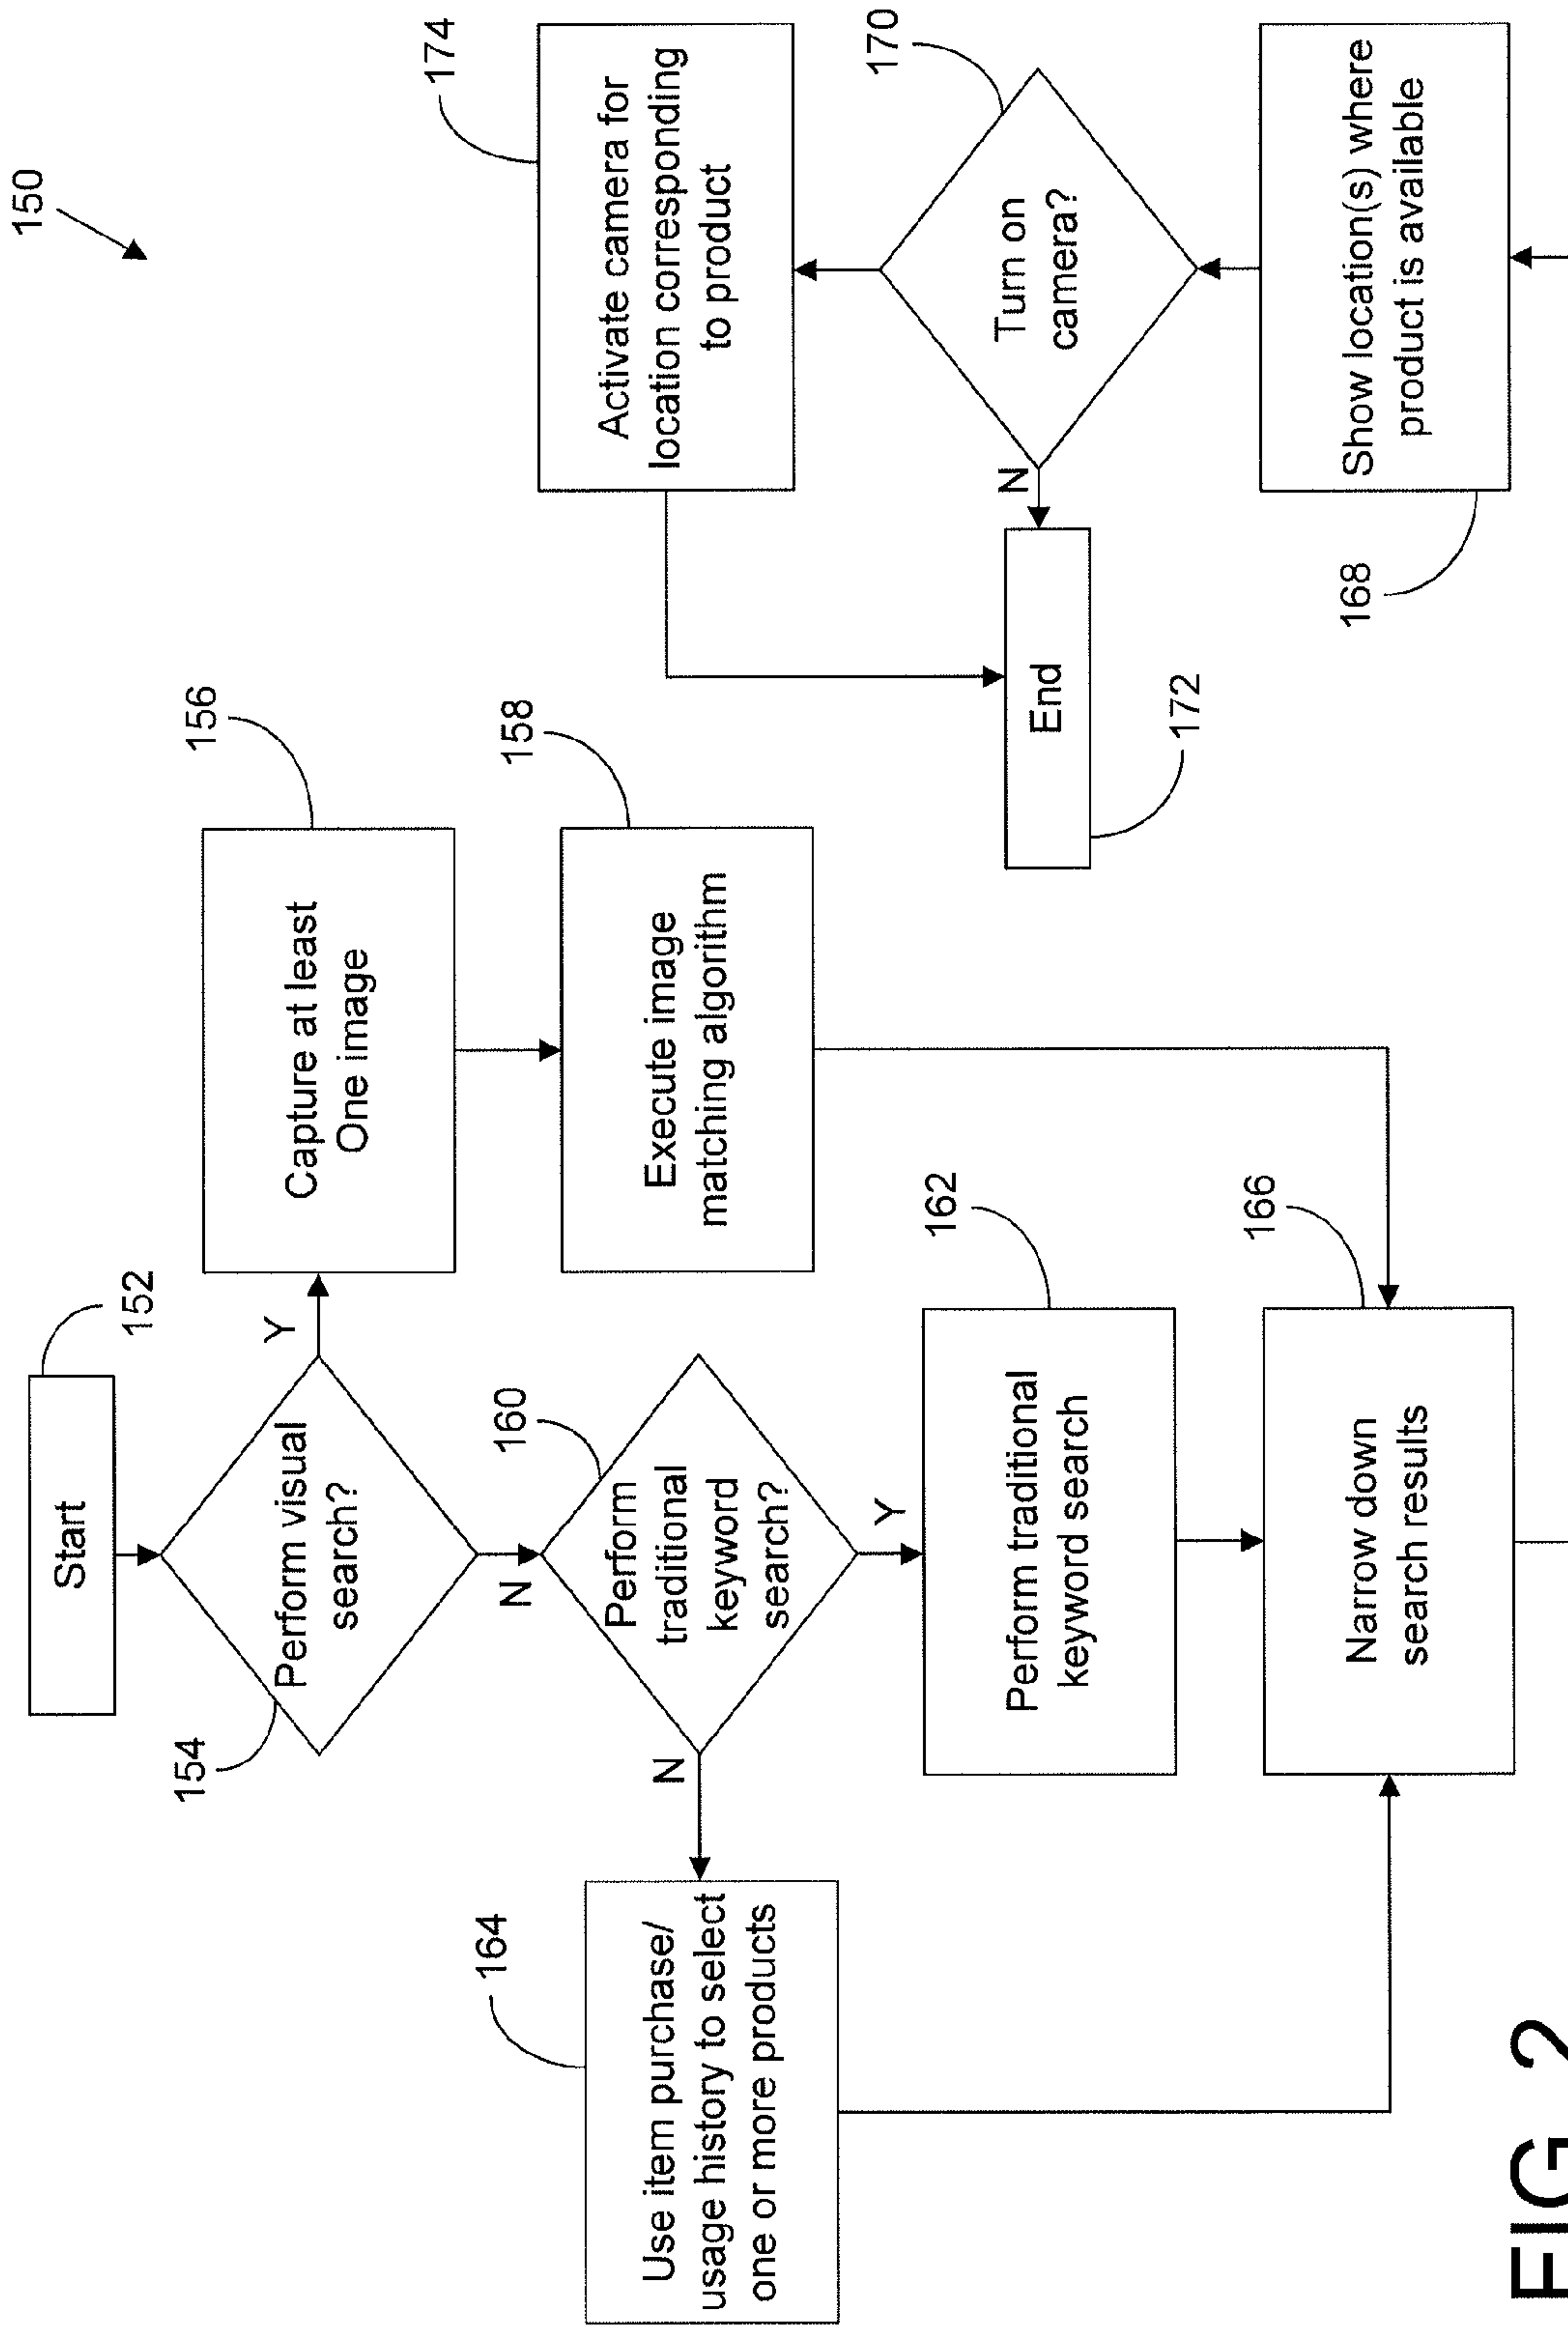 150
Start
152
Perform visual
search?
154
Y
N
Capture at least
One image
156
Execute image
matching algorithm
158
Perform
traditional
keyword
search?
160
N
Y
Use item purchase/
usage history to select
one or more products
164
Perform traditional
keyword search
162
Narrow down
search results
166
Show location(s) where
product is available
168
Turn on
camera?
170
N
Activate camera for
location corresponding
to product
174
End
172
FIG. 2